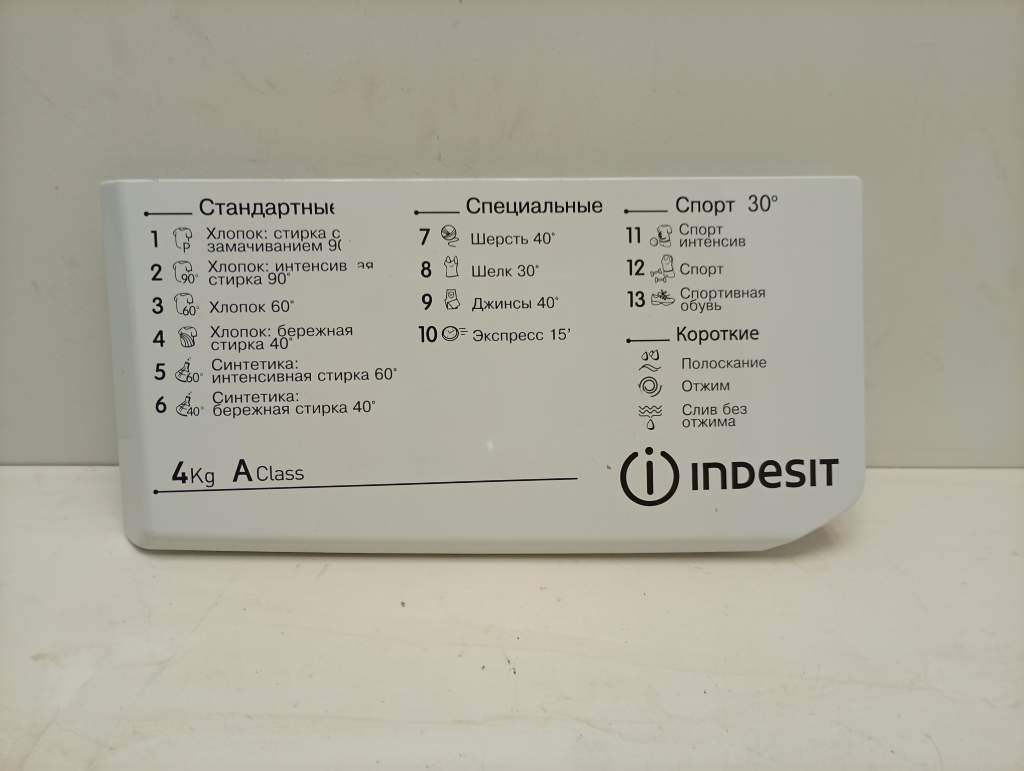 Стандартные
1 Хлопок: стирка с
замачиванием 90
2 Хлопок: интенсив ая
стирка 90°
3 Хлопок 60°
4 Хлопок: бережная
стирка 40°
5 Синтетика:
интенсивная стирка 60°
6 Синтетика:
бережная стирка 40°
Специальные
7 Шерсть 40°
8 Шелк 30°
9 Джинсы 40°
10 Экспресс 15'
Спорт 30°
11 Спорт
интенсив
12 Спорт
13 Спортивная
обувь
Короткие
Полоскание
Отжим
Слив без
отжима
4Kg A Class
INDESIT